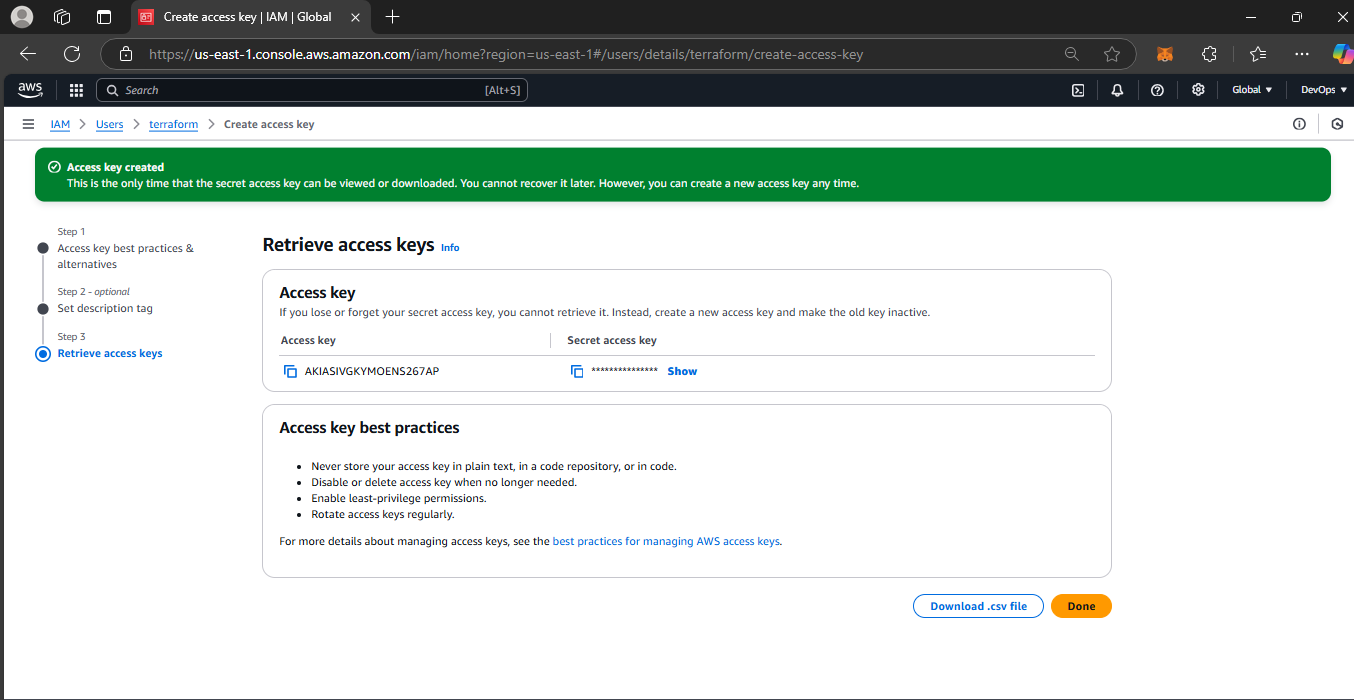 Create access key | IAM | Global
https://us-east-1.console.aws.amazon.com/iam/home?region=us-east-1#/users/details/terraform/create-access-key
aws
Search
[Alt+S]
Global
DevOps
IAM
Users
terraform
Create access key
Access key created
This is the only time that the secret access key can be viewed or downloaded. You cannot recover it later. However, you can create a new access key any time.
Step 1
Access key best practices &
alternatives
Step 2 - optional
Set description tag
Step 3
Retrieve access keys
Retrieve access keys Info
Access key
If you lose or forget your secret access key, you cannot retrieve it. Instead, create a new access key and make the old key inactive.
Access key
Secret access key
AKIASIVGKYMOENS267AP
*************** Show
Access key best practices
• Never store your access key in plain text, in a code repository, or in code.
• Disable or delete access key when no longer needed.
• Enable least-privilege permissions.
• Rotate access keys regularly.
For more details about managing access keys, see the best practices for managing AWS access keys.
Download .csv file
Done